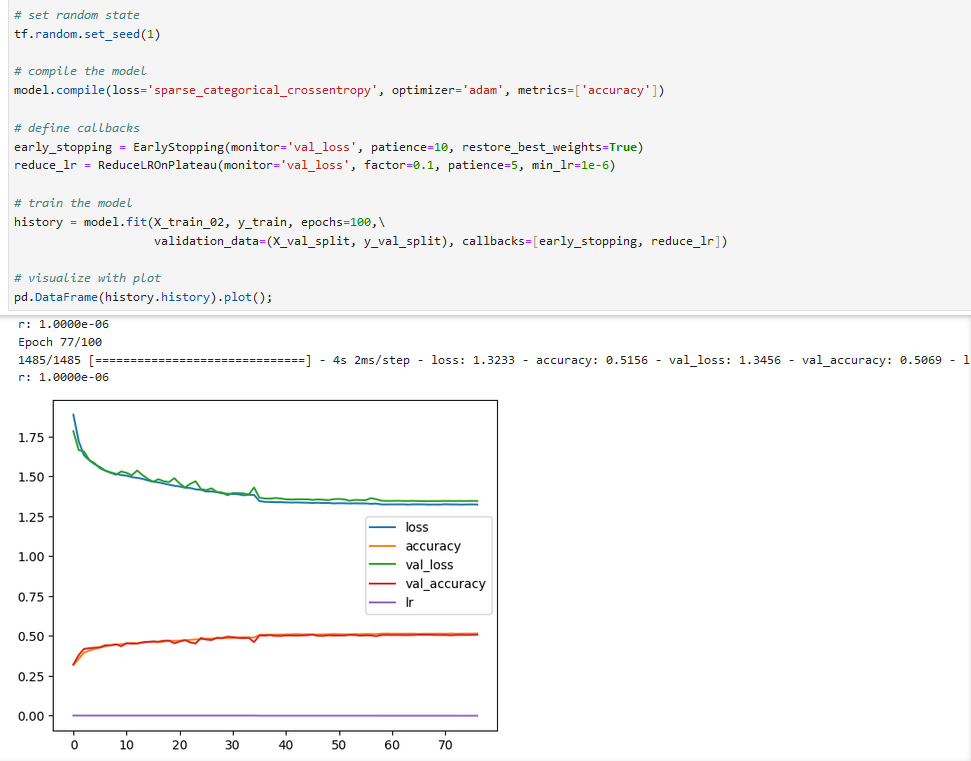 # set random state
tf.random.set_seed(1)
# compile the model
model.compile(loss='sparse_categorical_crossentropy', optimizer='adam', metrics=['accuracy'])
# define callbacks
early_stopping = EarlyStopping(monitor='val_loss', patience=10, restore_best_weights=True)
reduce_lr = ReduceLROnPlateau(monitor='val_loss', factor=0.1, patience=5, min_lr=1e-6)
# train the model
history = model.fit(X_train_02, y_train, epochs=100,\
validation_data=(X_val_split, y_val_split), callbacks=[early_stopping, reduce_lr])
# visualize with plot
pd.DataFrame(history.history).plot();
r: 1.0000e-06
Epoch 77/100
1485/1485 [==============================] - 4s 2ms/step - loss: 1.3233 - accuracy: 0.5156 - val_loss: 1.3456 - val_accuracy: 0.5069 - l
r: 1.0000e-06
1.75
1.50
1.25
1.00
0.75
0.50
0.25
0.00
loss
accuracy
val_loss
val_accuracy
lr
0 10 20 30 40 50 60 70